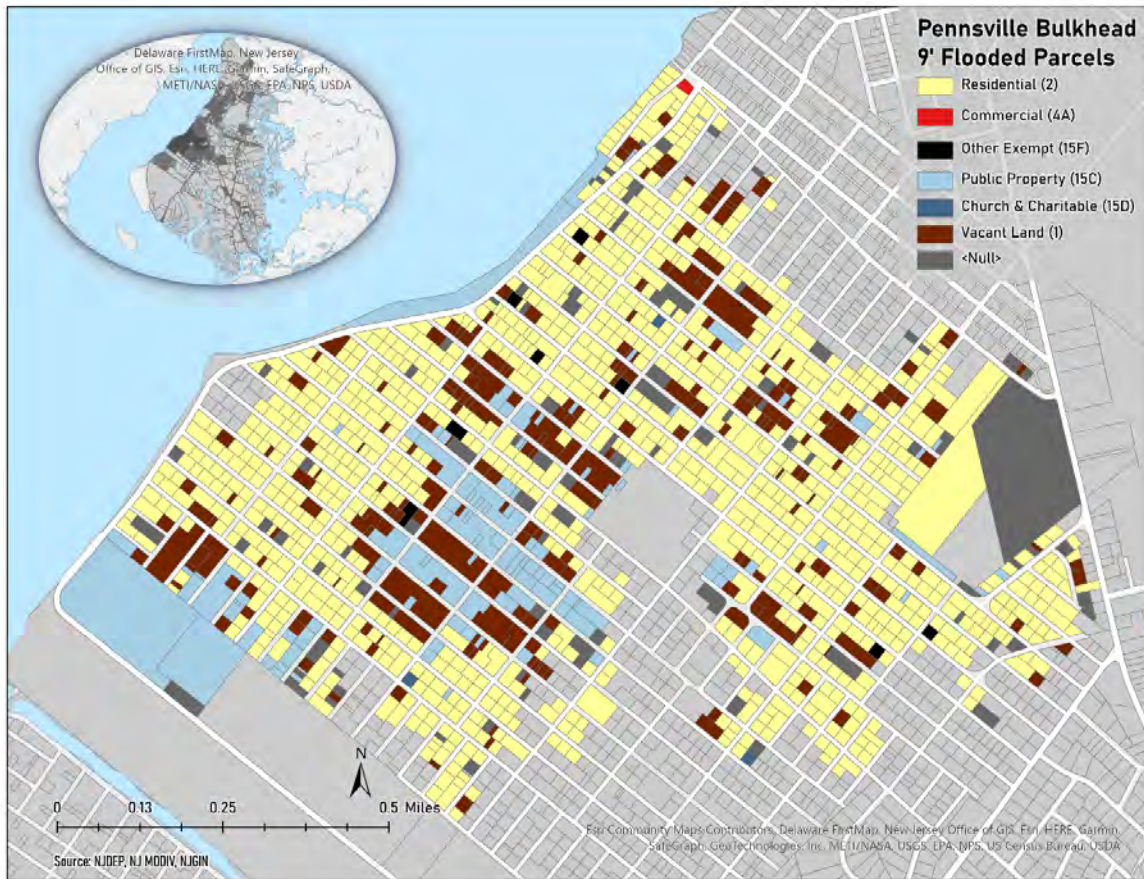 Delaware FirstMap, New Jersey
Office of GIS, Esri, HERE, Garmin, SafeGraph,
METI/NASA, USGS, EPA, NPS, USDA
Pennsville Bulkhead
9' Flooded Parcels
Residential (2)
Commercial (4A)
Other Exempt (15F)
Public Property (15C)
Church & Charitable (15D)
Vacant Land (1)
<Null>
N
0 0.13 0.25 0.5 Miles
Esri Community Maps Contributors, Delaware FirstMap, New Jersey Office of GIS, Esri, HERE, Garmin,
SafeGraph, GeoTechnologies, Inc, METI/NASA, USGS, EPA, NPS, US Census Bureau, USDA
Source: NJDEP, NJ MODIV, NJGIN